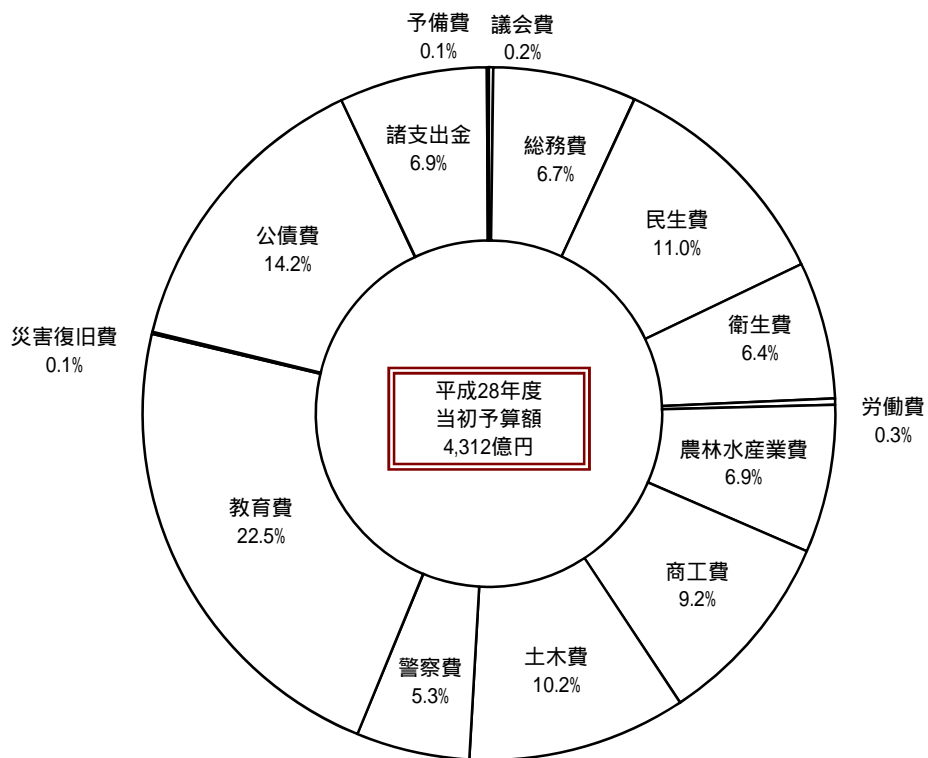 予備費
0.1%
議会費
0.2%
総務費
6.7%
民生費
11.0%
衛生費
6.4%
労働費
0.3%
農林水産業費
6.9%
商工費
9.2%
土木費
10.2%
警察費
5.3%
教育費
22.5%
災害復旧費
0.1%
公債費
14.2%
諸支出金
6.9%
平成28年度
当初予算額
4,312億円